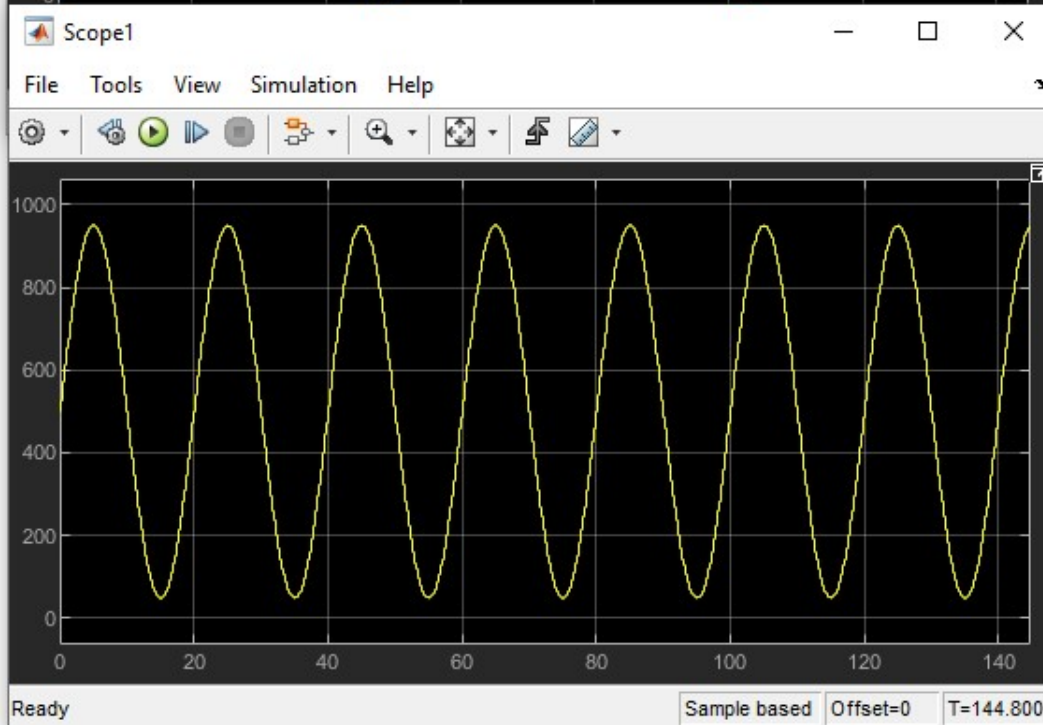 Scope1
File Tools View Simulation Help
1000
800
600
400
200
0
0 20 40 60 80 100 120 140
Ready Sample based Offset=0 T=144.800